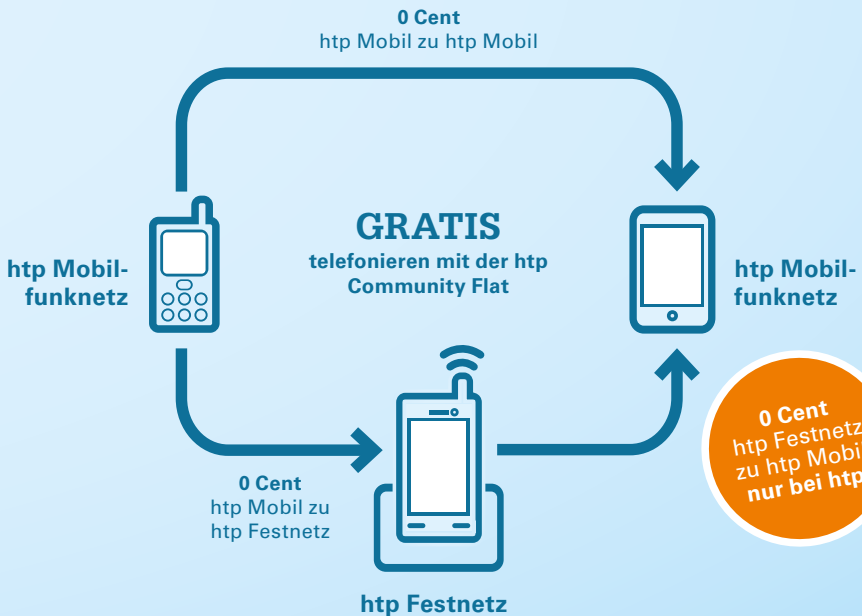 0 Cent
htp Mobil zu htp Mobil
GRATIS
telefonieren mit der htp
Community Flat
htp Mobil-
funknetz
htp Mobil-
funknetz
0 Cent
htp Mobil zu
htp Festnetz
0 Cent
htp Festnetz
zu htp Mobil
nur bei htp
htp Festnetz